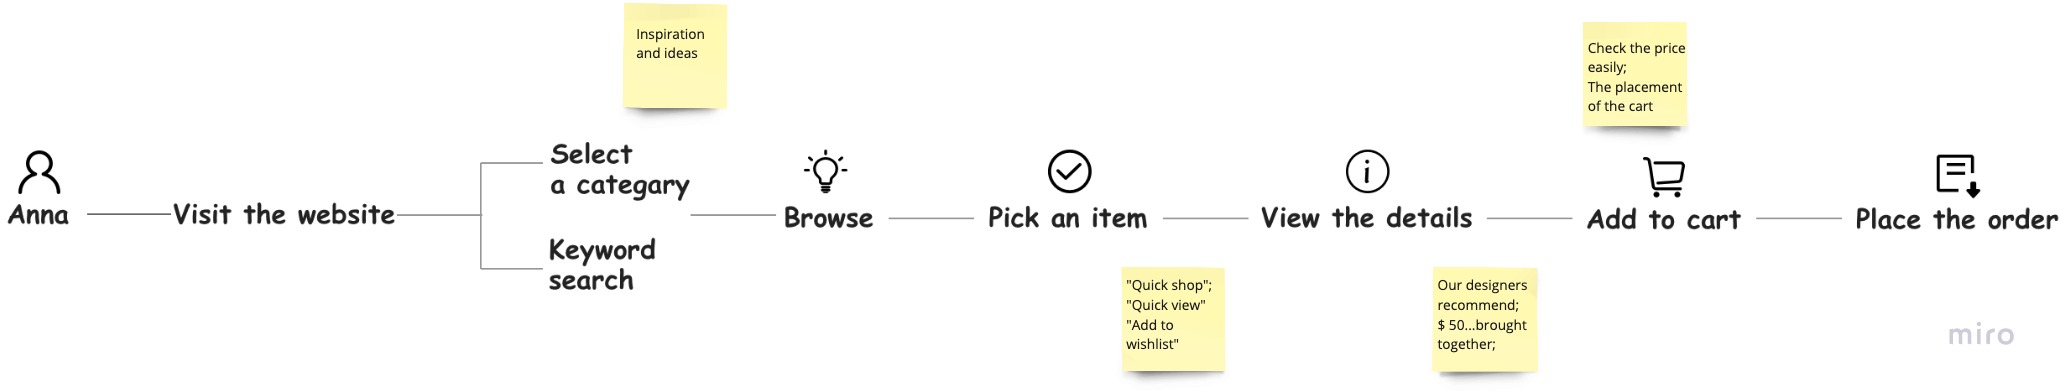 Inspiration
and ideas
Check the price
easily;
The placement
of the cart
Anna
Visit the website
Select
a categary
Keyword
search
Browse
Pick an item
View the details
Add to cart
Place the order
"Quick shop";
"Quick view"
"Add to
wishlist"
Our designers
recommend;
$ 50...brought
together;
miro